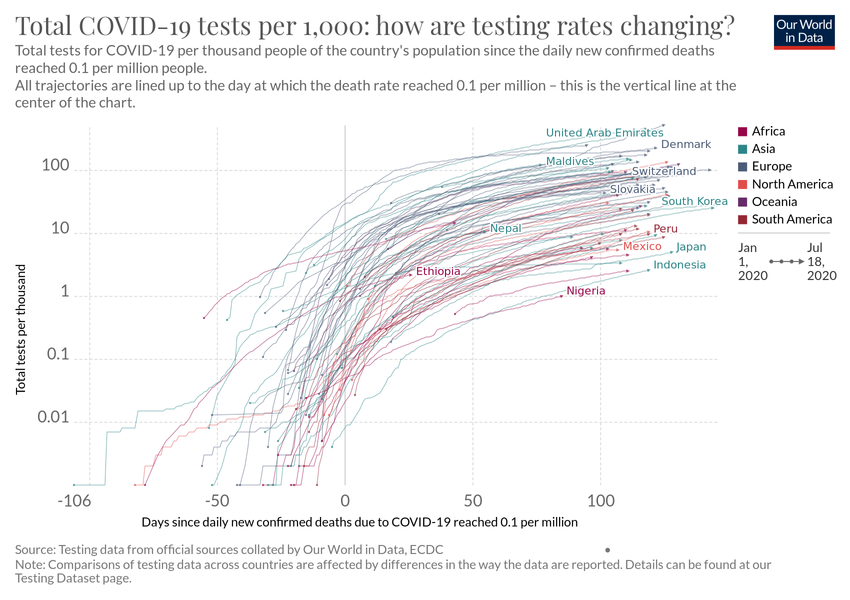 Total COVID-19 tests per 1,000: how are testing rates changing?
Our World
in Data
Total tests for COVID-19 per thousand people of the country's population since the daily new confirmed deaths
reached 0.1 per million people.
All trajectories are lined up to the day at which the death rate reached 0.1 per million – this is the vertical line at the
center of the chart.
United Arab Emirates
Denmark
Maldives
Switzerland
Slovakia
South Korea
Nepal
Peru
Mexico
Japan
Ethiopia
Indonesia
Nigeria
Africa
Asia
Europe
North America
Oceania
South America
Jan
1,
2020
Jul
18,
2020
Total tests per thousand
100
10
1
0.1
0.01
-106
-50
0
50
100
Days since daily new confirmed deaths due to COVID-19 reached 0.1 per million
Source: Testing data from official sources collated by Our World in Data, ECDC
Note: Comparisons of testing data across countries are affected by differences in the way the data are reported. Details can be found at our
Testing Dataset page.